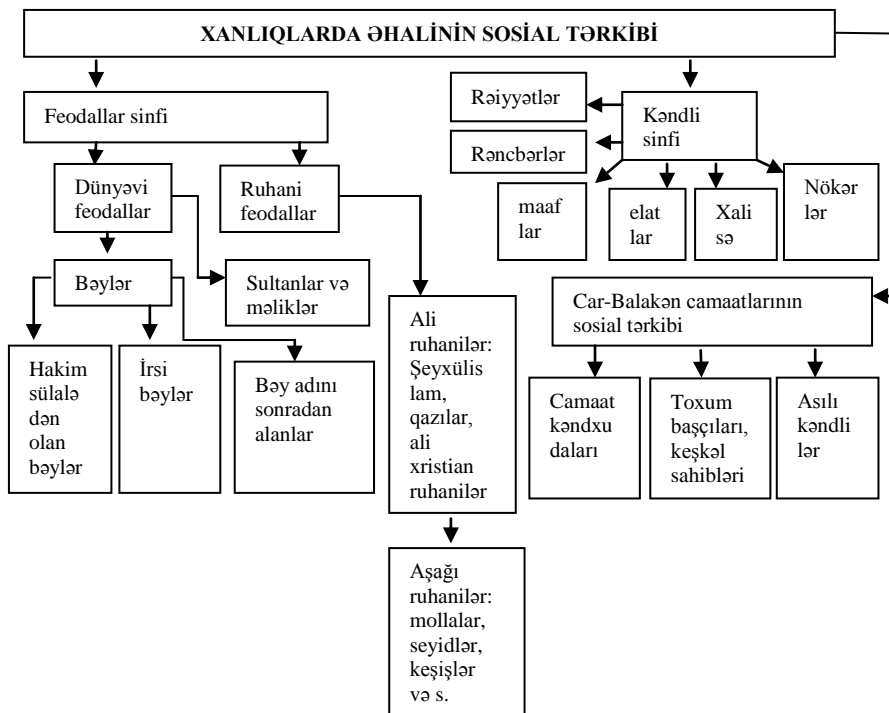 XANLIQLARDA ƏHALİNİN SOSİAL TƏRKİBİ
Feodallar sinfi
Rəiyyətlər
Kəndli
sinfi
Rəncbərlər
Dünyəvi
feodallar
Ruhani
feodallar
maaf
lar
elat
lar
Xali
sə
Nökər
lər
Bəylər
Sultanlar və
məliklər
Hakim
sülalə
dən
olan
bəylər
İrsi
bəylər
Bəy adını
sonradan
alanlar
Ali
ruhanilər:
Şeyxülis
lam,
qazılar,
ali
xristian
ruhanilər
Aşağı
ruhanilər:
mollalar,
seyidlər,
keşişlər
və s.
Car-Balakən camaatlarının
sosial tərkibi
Camaat
kəndxu
daları
Toxum
başçıları,
keşkəl
sahibləri
Asılı
kəndli
lər